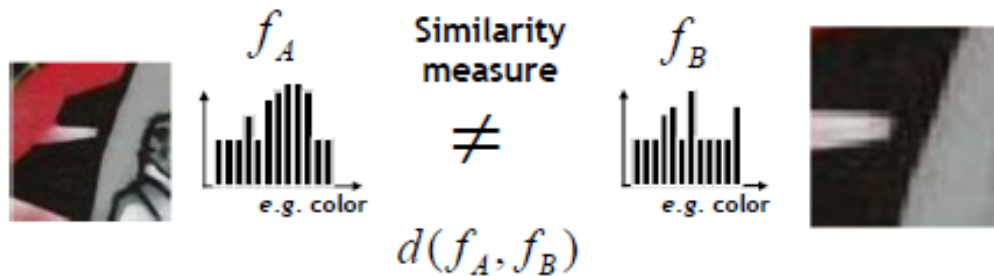 f_A
Similarity
measure
f_B
≠
e.g. color
e.g. color
d(f_A, f_B)